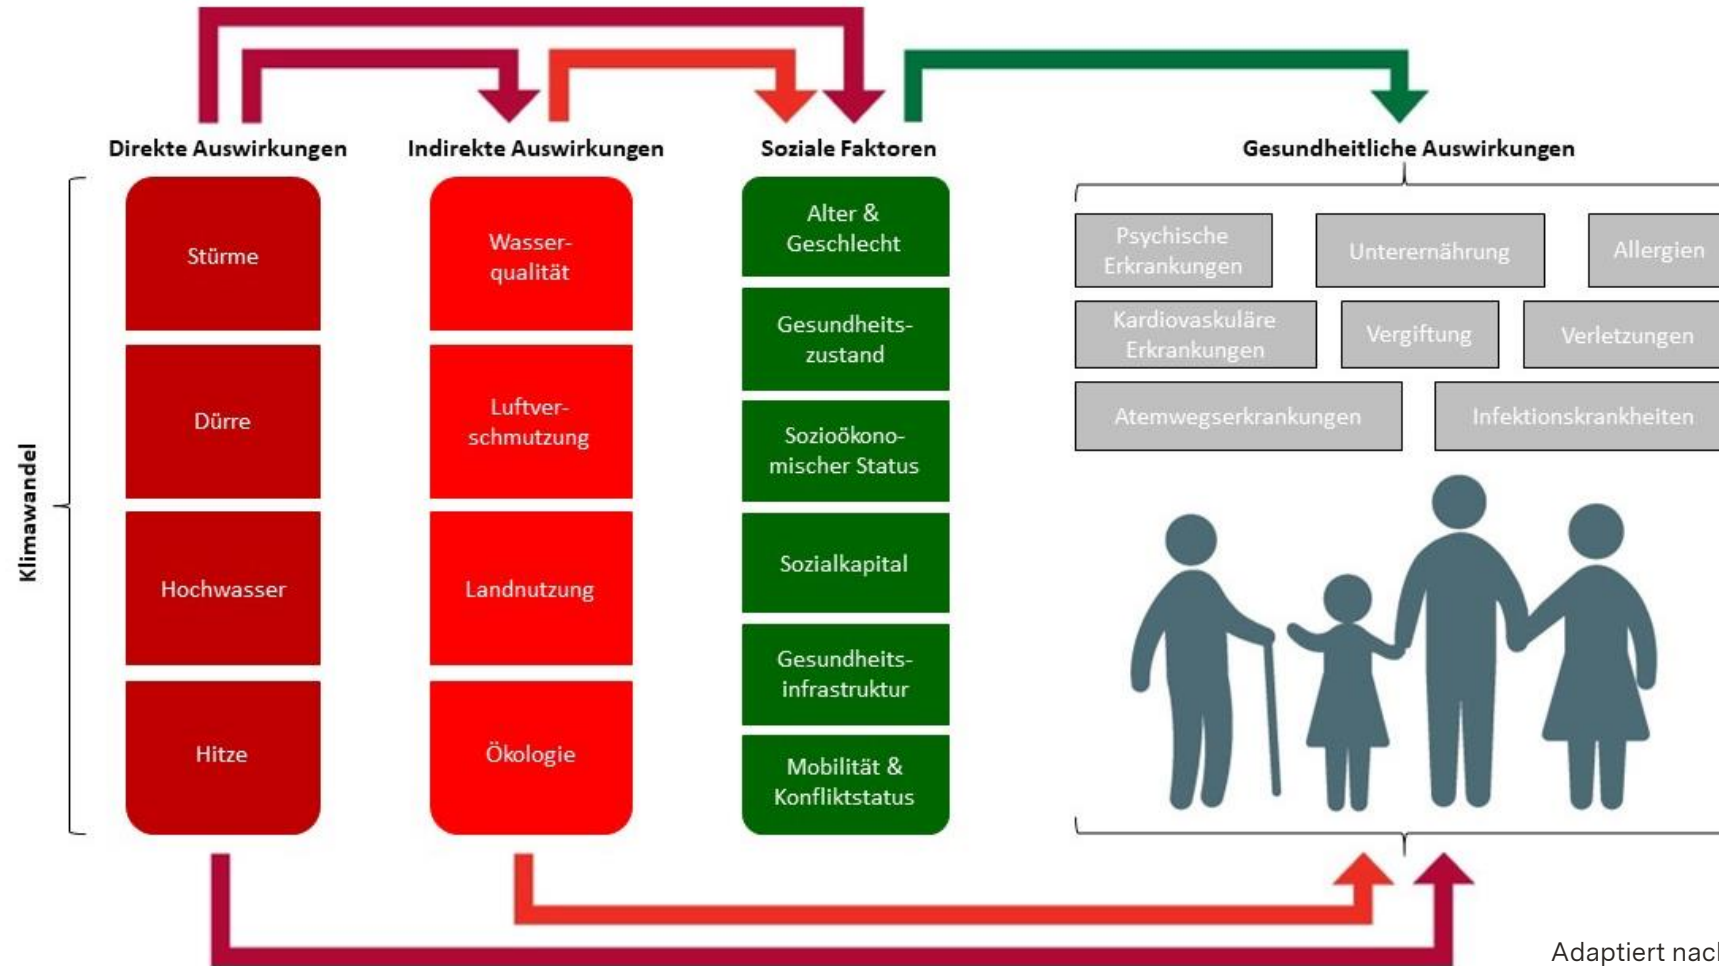 Direkte Auswirkungen
Indirekte Auswirkungen
Soziale Faktoren
Gesundheitliche Auswirkungen
Klimawandel
Stürme
Dürre
Hochwasser
Hitze
Wasser-
qualität
Luftver-
schmutzung
Landnutzung
Ökologie
Alter &
Geschlecht
Gesundheits-
zustand
Sozioökono-
mischer Status
Sozialkapital
Gesundheits-
infrastruktur
Mobilität &
Konfliktstatus
Psychische
Erkrankungen
Unterernährung
Allergien
Kardiovaskuläre
Erkrankungen
Vergiftung
Verletzungen
Atemwegserkrankungen
Infektionskrankheiten
Adaptiert nach